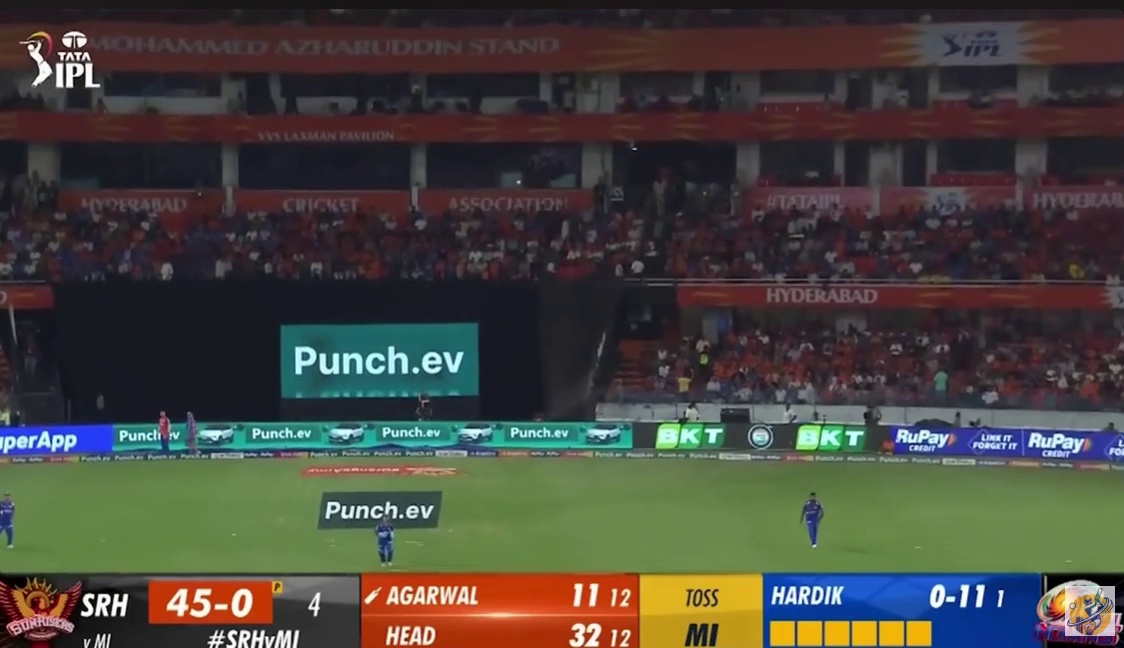 MOHAMMED AZHARUDDIN STAND
IPL
TATA
IPL
VVS LAXMAN PAVILION
HYDERABAD CRICKET ASSOCIATION #TATAIPL HYDERABA
HYDERABAD
Punch.ev
uperApp Punch.ev Punch.ev Punch.ev Punch.ev BKT BKT RuPay CREDIT LINK IT FORGET IT RuPay CREDIT
Punch.ev
SRH 45-0 P 4 AGARWAL 11 12 TOSS HARDIK 0-11 1
SUNRISERS v MI #SRHvMI HEAD 32 12 MI